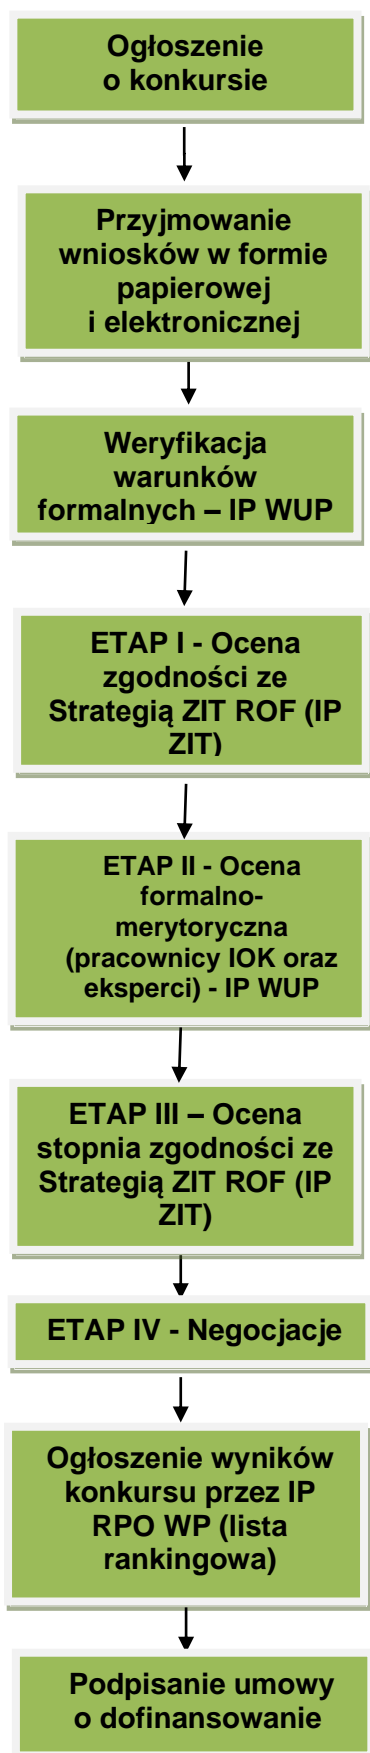 Ogłoszenie
o konkursie
Przyjmowanie
wniosków w formie
papierowej
i elektronicznej
Weryfikacja
warunków
formalnych – IP WUP
ETAP I - Ocena
zgodności ze
Strategią ZIT ROF (IP
ZIT)
ETAP II - Ocena
formalno-
merytoryczna
(pracownicy IOK oraz
eksperci) - IP WUP
ETAP III – Ocena
stopnia zgodności ze
Strategią ZIT ROF (IP
ZIT)
ETAP IV - Negocjacje
Ogłoszenie wyników
konkursu przez IP
RPO WP (lista
rankingowa)
Podpisanie umowy
o dofinansowanie